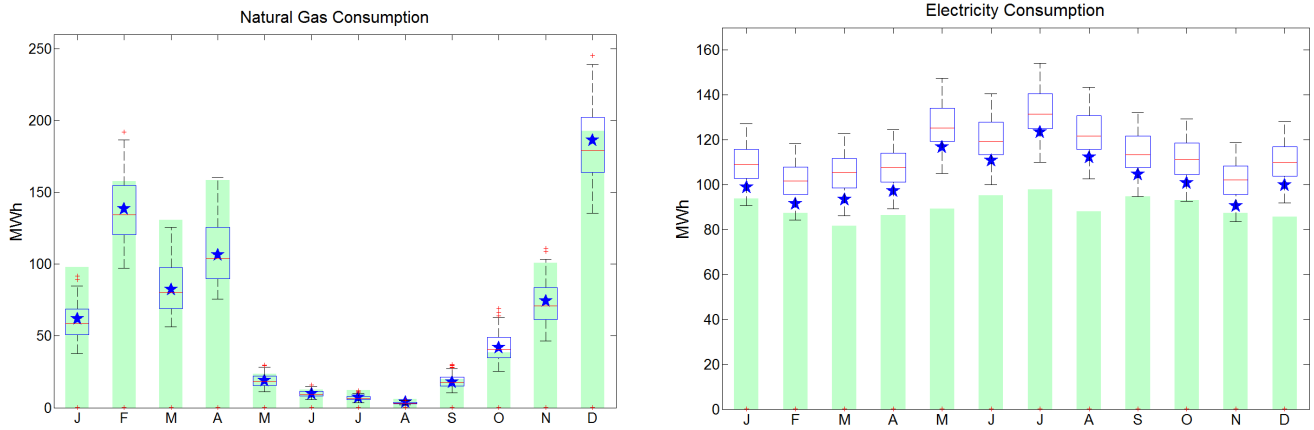 Natural Gas Consumption
MWh
250
200
150
100
50
0
J F M A M J J A S O N D
Electricity Consumption
MWh
160
140
120
100
80
60
40
20
0
J F M A M J J A S O N D